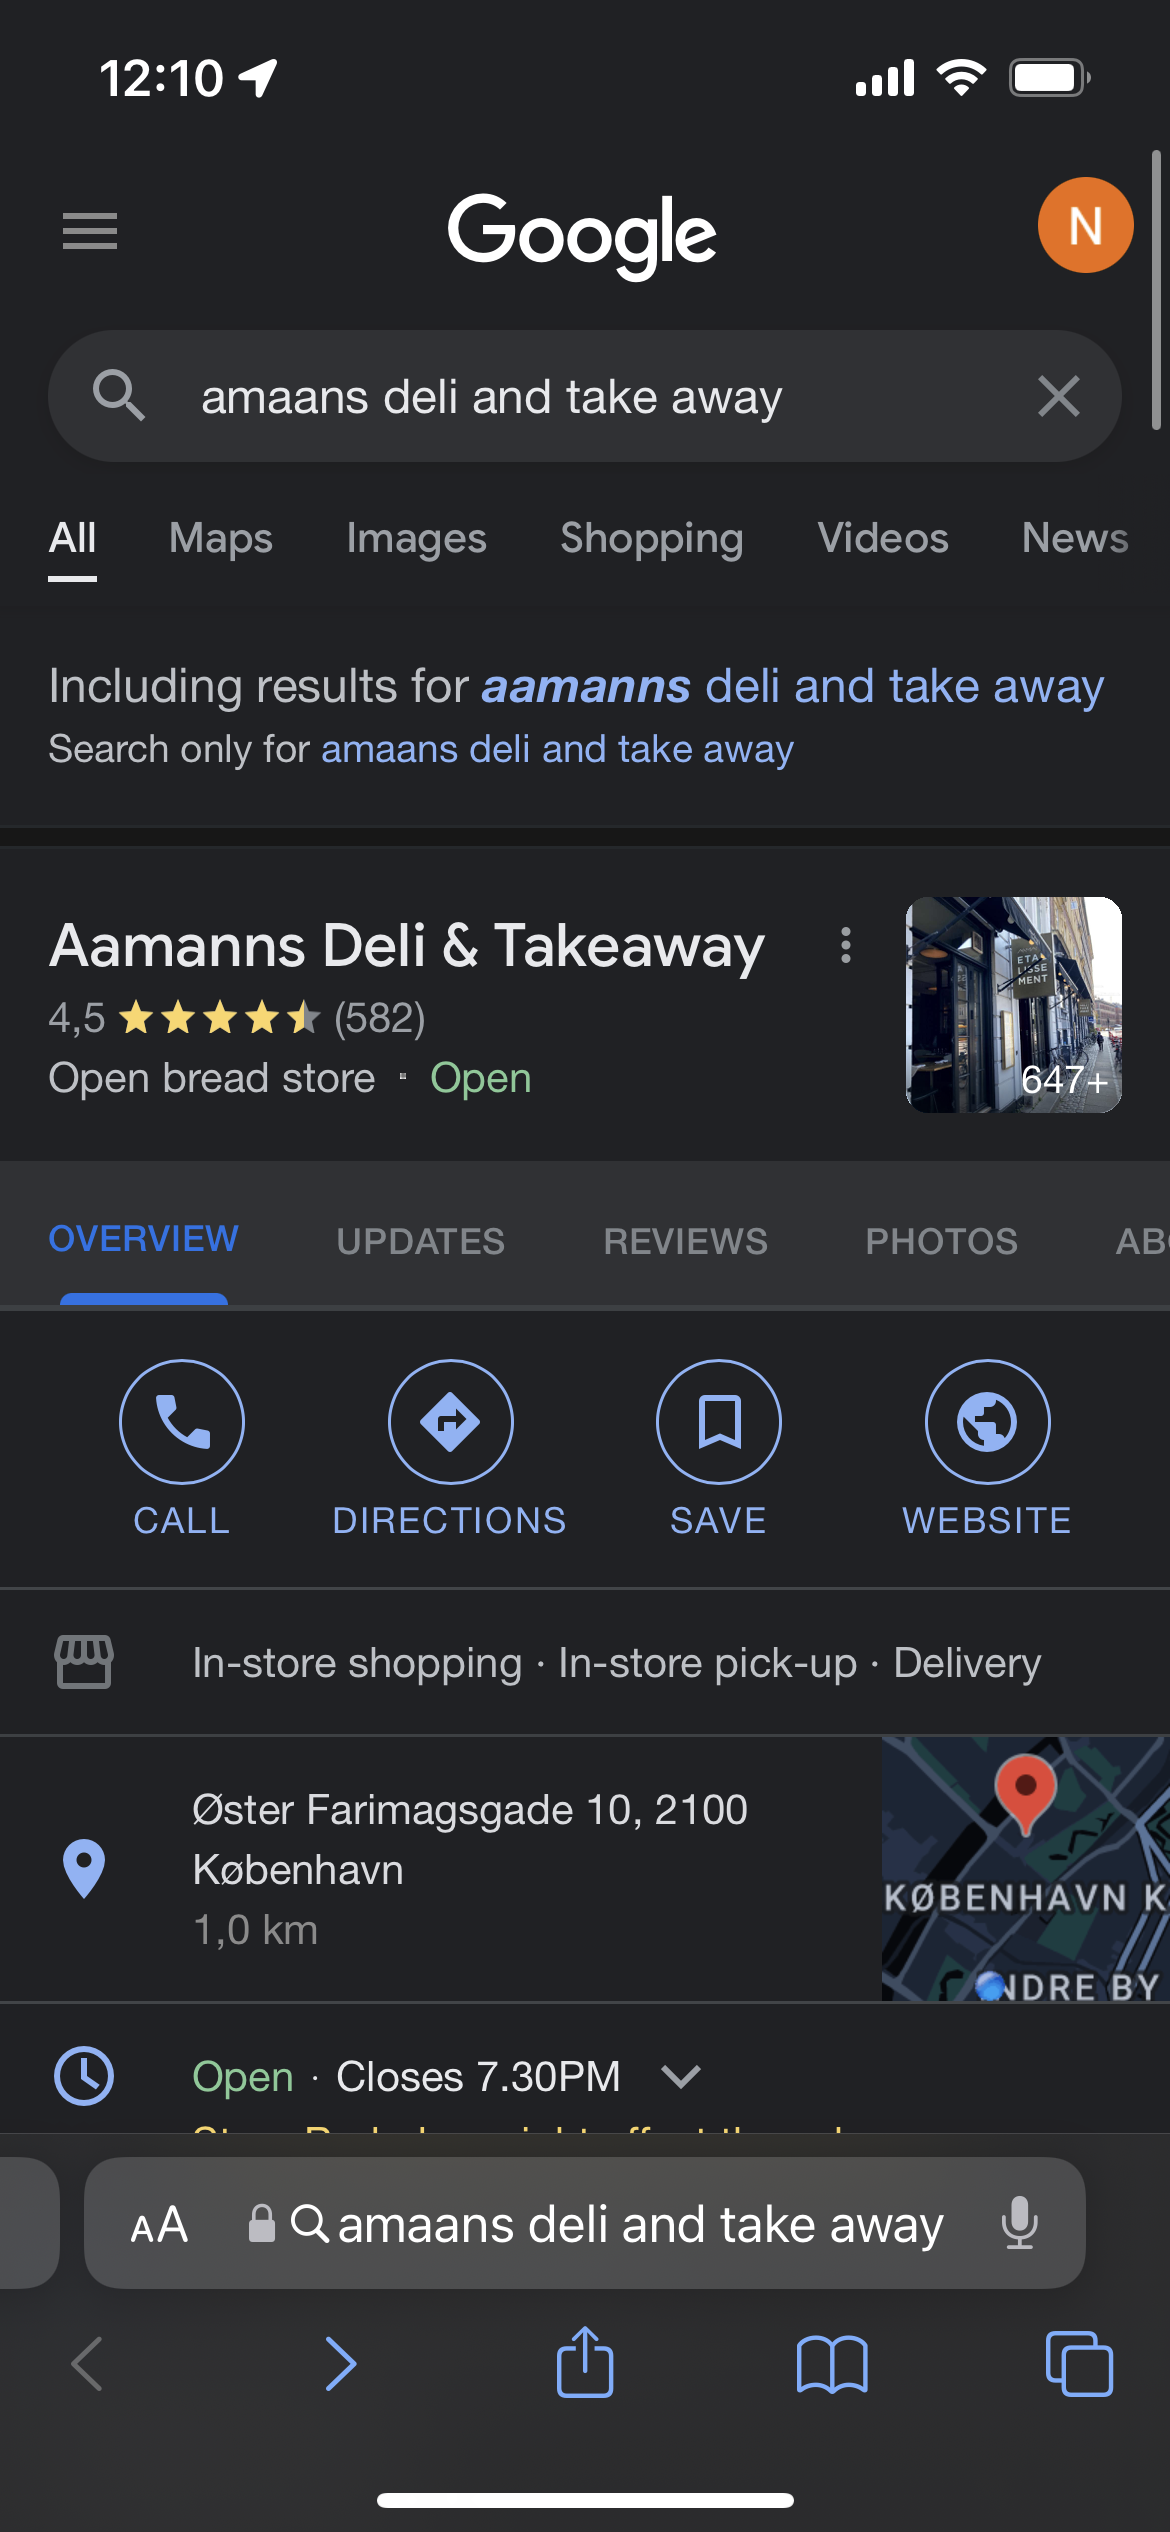 12:10
Google
N
amaans deli and take away
All Maps Images Shopping Videos News
Including results for aamanns deli and take away
Search only for amaans deli and take away
Aamanns Deli & Takeaway
4,5 (582)
Open bread store · Open
ETA
LISSE
MENT
647+
OVERVIEW UPDATES REVIEWS PHOTOS
CALL DIRECTIONS SAVE WEBSITE
In-store shopping · In-store pick-up · Delivery
Øster Farimagsgade 10, 2100
København
1,0 km
KØBENHAVN K
NDRE BY
Open · Closes 7.30PM
AA amaans deli and take away